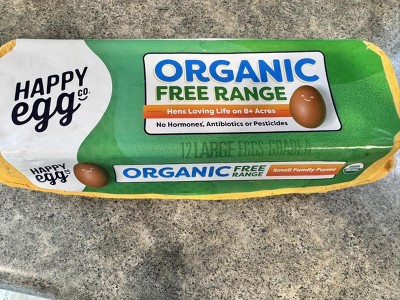 HAPPY
egg CO.
ORGANIC
FREE RANGE
Hens Loving Life on 8+ Acres
No Hormones, Antibiotics or Pesticides
12 LARGE EGGS-GRADE A
HAPPY
egg
ORGANIC FREE RANGE
Small Family Farms